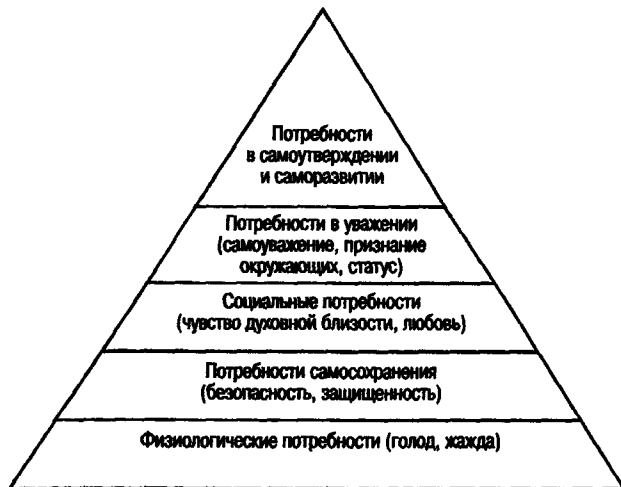 Потребности
в самоутверждении
и саморазвитии
Потребности в уважении
(самоуважение, признание
окружающих, статус)
Социальные потребности
(чувство духовной близости, любовь)
Потребности самосохранения
(безопасность, защищенность)
Физиологические потребности (голод, жажда)